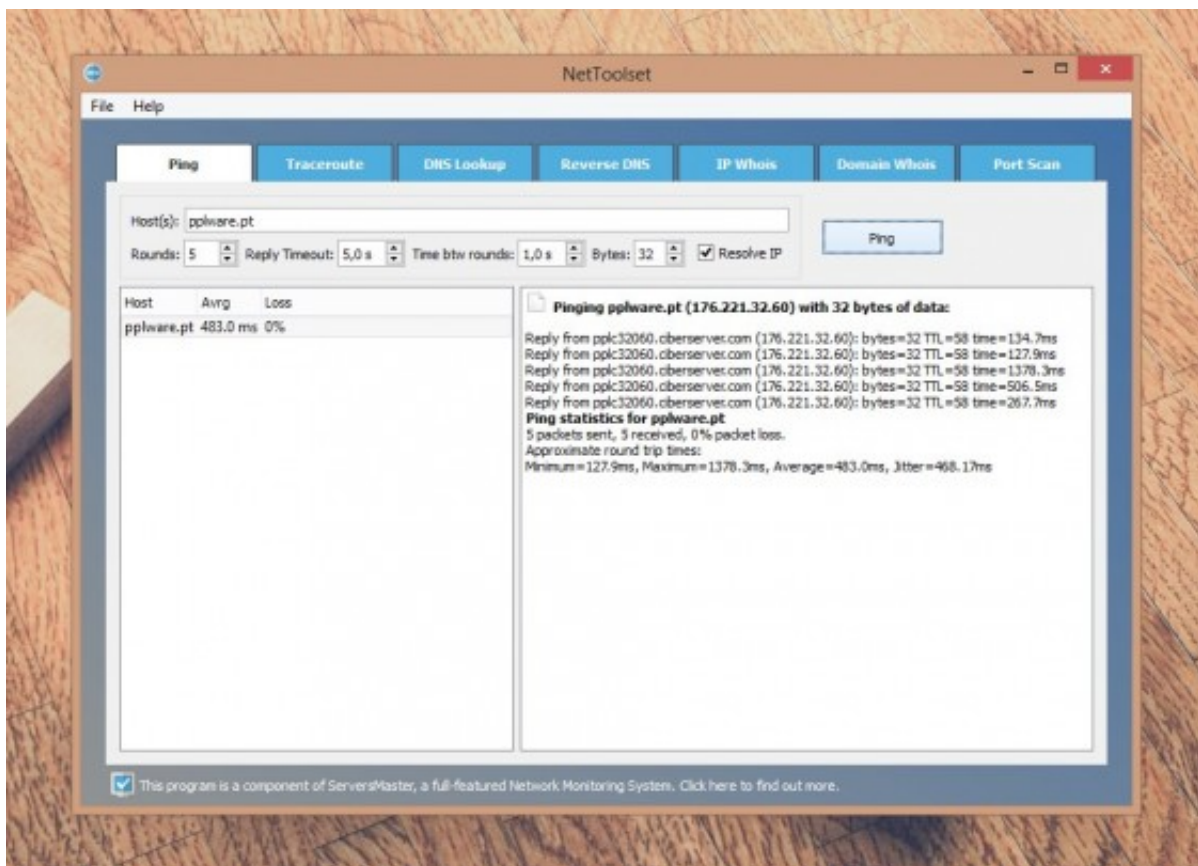 NetToolset
File Help
Ping Traceroute DNS Lookup Reverse DNS IP Whois Domain Whois Port Scan
Host(s): pplware.pt
Ping
Rounds: 5 Reply Timeout: 5,0 s Time btw rounds: 1,0 s Bytes: 32 Resolve IP
Host Avrg Loss
pplware.pt 483.0 ms 0%
Pinging pplware.pt (176.221.32.60) with 32 bytes of data:
Reply from pplc32060.ciberserver.com (176.221.32.60): bytes=32 TTL=58 time=134.7ms
Reply from pplc32060.ciberserver.com (176.221.32.60): bytes=32 TTL=58 time=127.9ms
Reply from pplc32060.ciberserver.com (176.221.32.60): bytes=32 TTL=58 time=1378.3ms
Reply from pplc32060.ciberserver.com (176.221.32.60): bytes=32 TTL=58 time=506.5ms
Reply from pplc32060.ciberserver.com (176.221.32.60): bytes=32 TTL=58 time=267.7ms
Ping statistics for pplware.pt
5 packets sent, 5 received, 0% packet loss.
Approximate round trip times:
Minimum=127.9ms, Maximum=1378.3ms, Average=483.0ms, Jitter=468.17ms
This program is a component of ServersMaster, a full-featured Network Monitoring System. Click here to find out more.